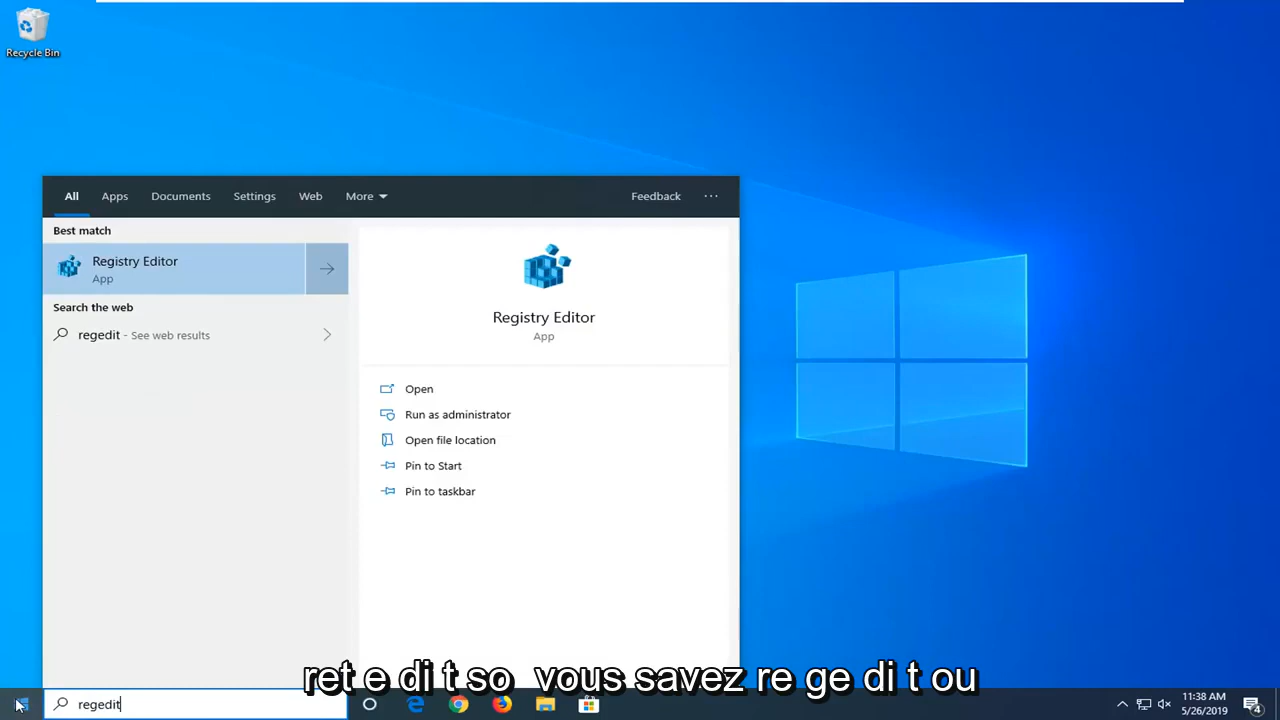 Recycle Bin
All Apps Documents Settings Web More Feedback ...
Best match
Registry Editor
App
Search the web
regedit - See web results
Registry Editor
App
Open
Run as administrator
Open file location
Pin to Start
Pin to taskbar
ret e di t so vous savez re ge di t ou
regedit
11:38 AM
5/26/2019
4